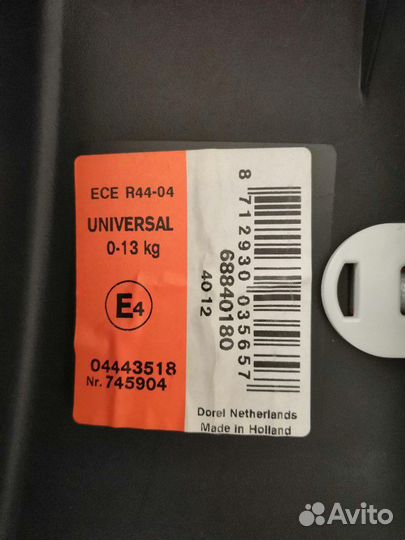 ECE R44-04
UNIVERSAL
0-13 kg
E4
04443518
Nr. 745904
8 712930 035657
68840180
40 12
Dorel Netherlands
Made in Holland
Avito